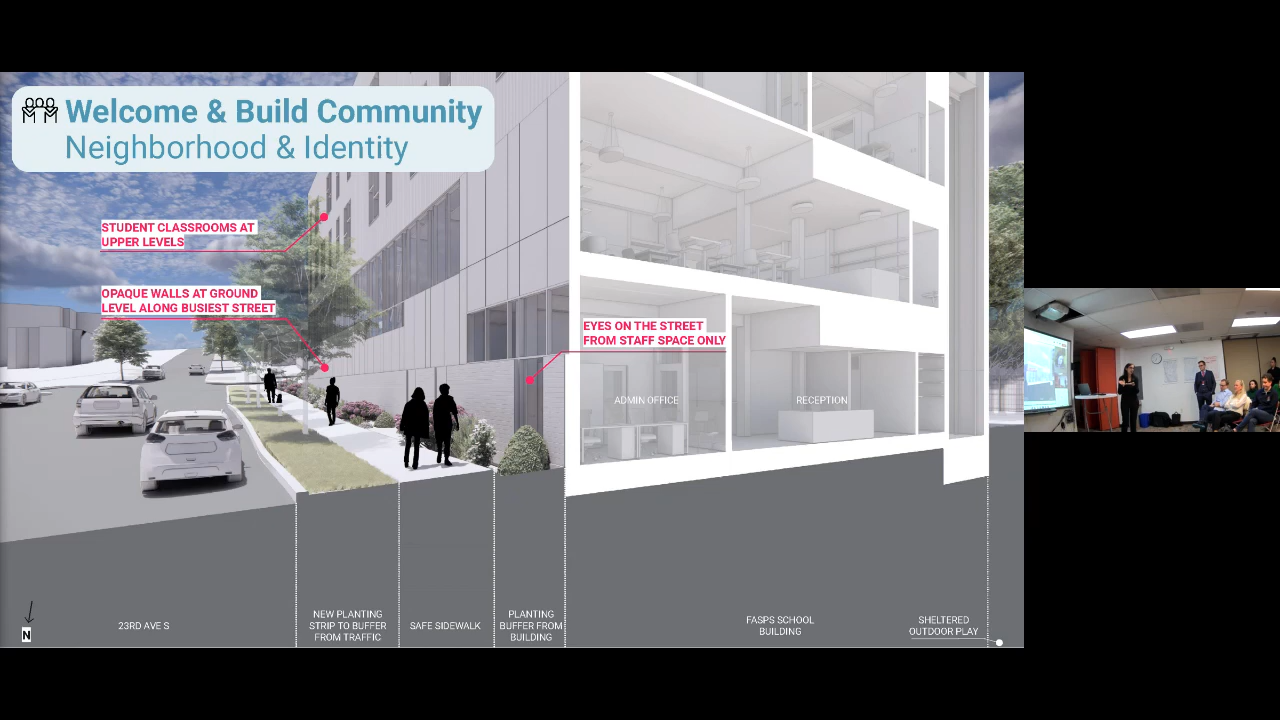 Welcome & Build Community
Neighborhood & Identity
STUDENT CLASSROOMS AT
UPPER LEVELS
OPAQUE WALLS AT GROUND
LEVEL ALONG BUSIEST STREET
EYES ON THE STREET
FROM STAFF SPACE ONLY
ADMIN OFFICE
RECEPTION
N
23RD AVE S
NEW PLANTING
STRIP TO BUFFER
FROM TRAFFIC
SAFE SIDEWALK
PLANTING
BUFFER FROM
BUILDING
FASPS SCHOOL
BUILDING
SHELTERED
OUTDOOR PLAY